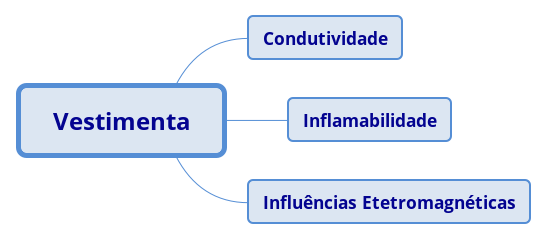 Condutividade
Vestimenta
Inflamabilidade
Influências Etetromagnéticas